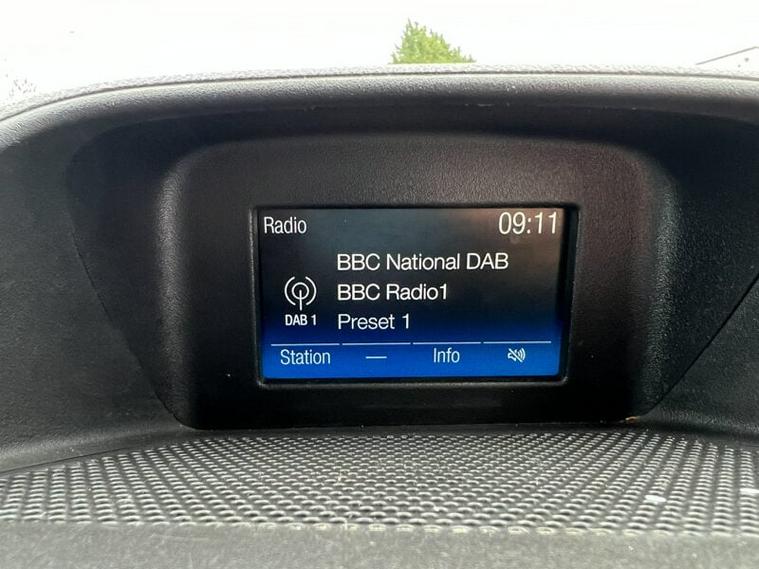 Radio 09:11
BBC National DAB
BBC Radio1
DAB 1 Preset 1
Station — Info